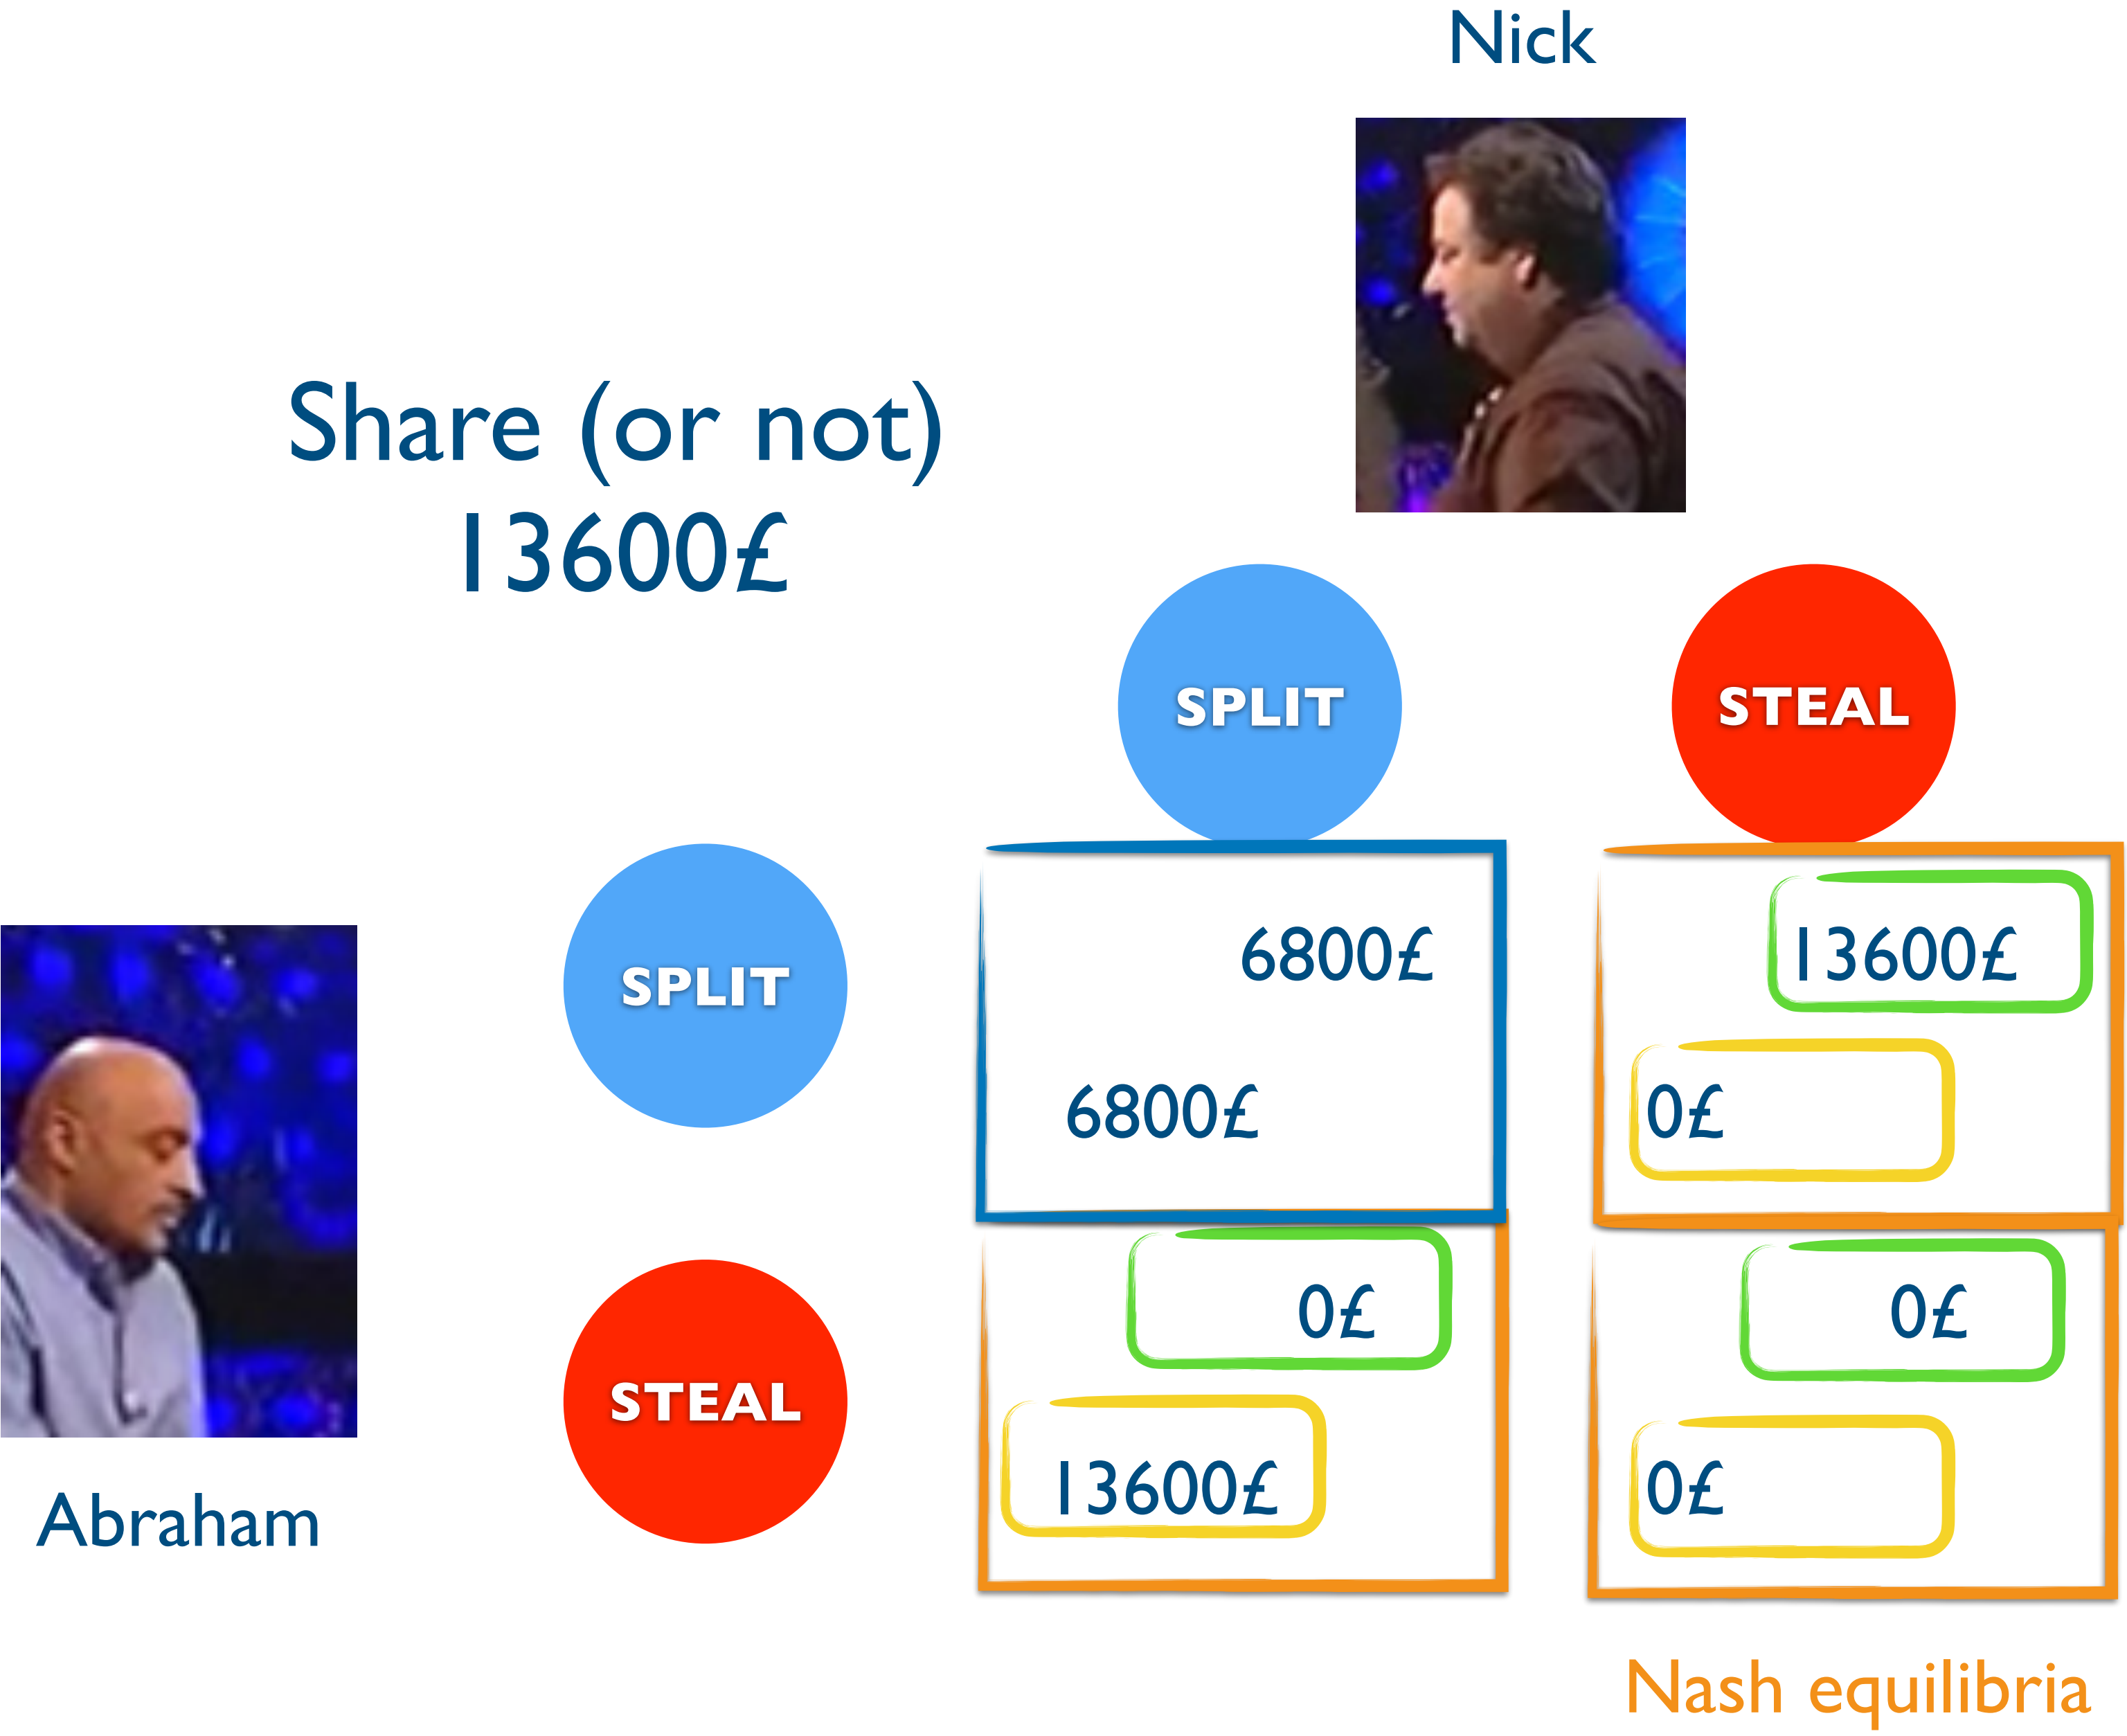 Nick
Share (or not)
13600£
SPLIT
STEAL
SPLIT
6800£
13600£
6800£
0£
STEAL
0£
0£
13600£
0£
Abraham
Nash equilibria